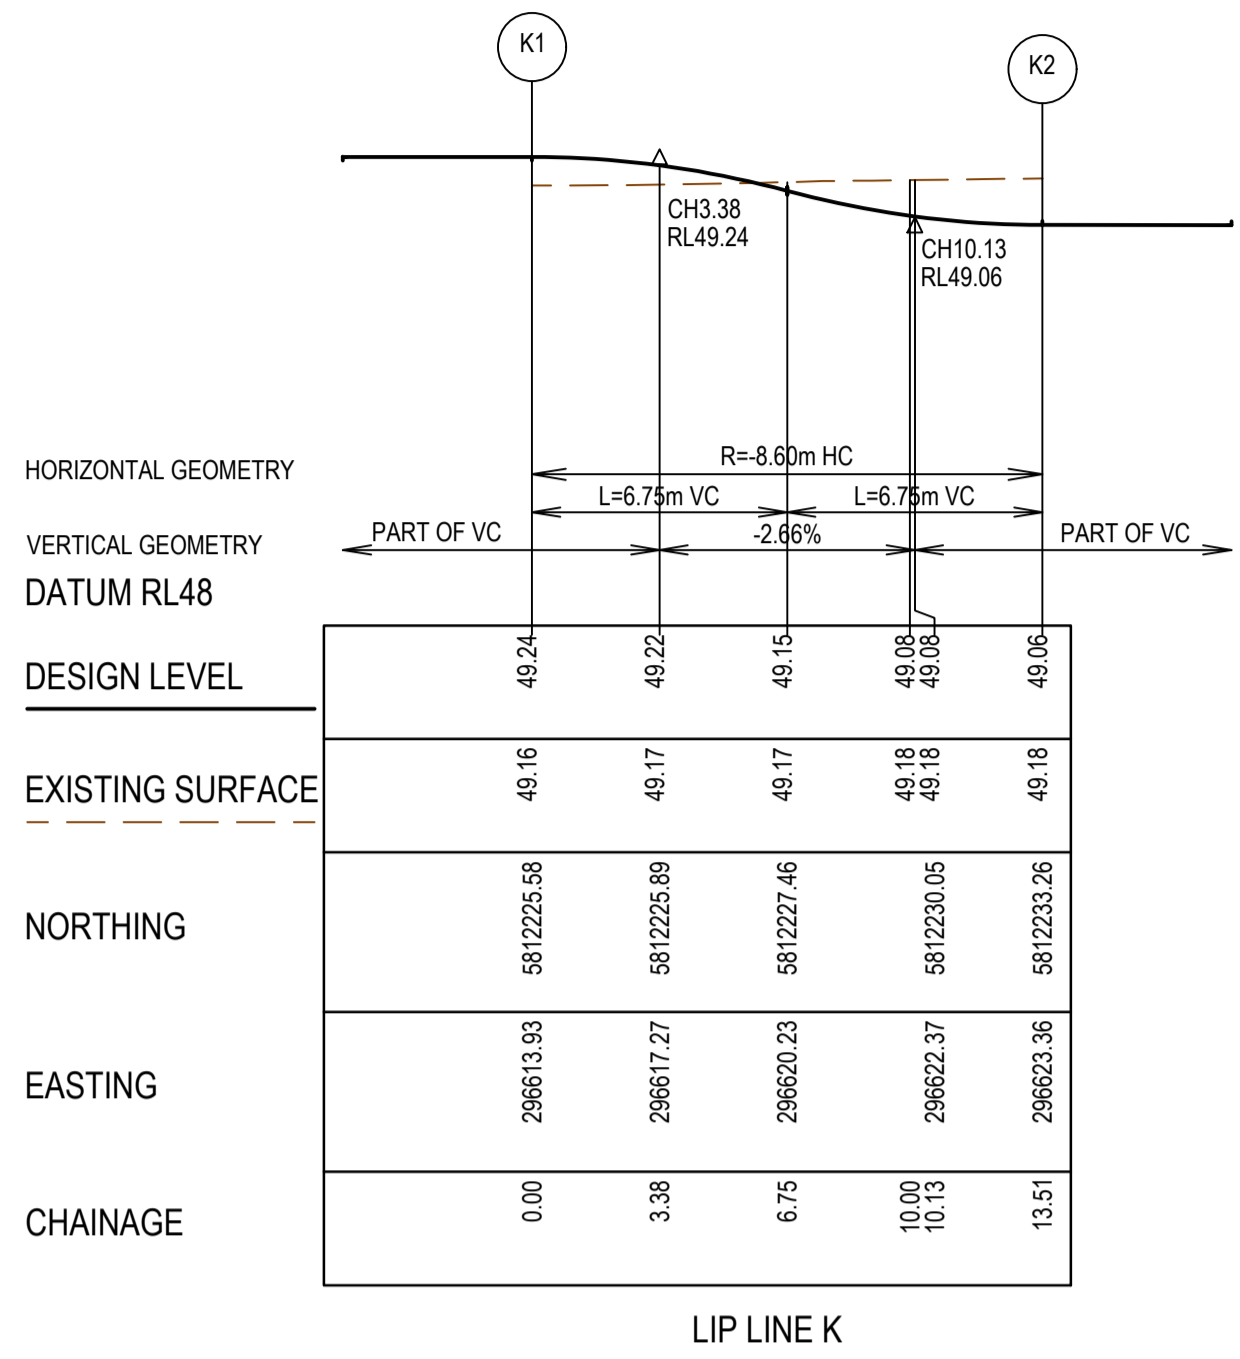 K1
K2
CH3.38
RL49.24
CH10.13
RL49.06
HORIZONTAL GEOMETRY
R=-8.60m HC
L=6.75m VC
L=6.75m VC
VERTICAL GEOMETRY
PART OF VC
-2.66%
PART OF VC
DATUM RL48
DESIGN LEVEL
49.24
49.22
49.15
49.08
49.08
49.06
EXISTING SURFACE
49.16
49.17
49.17
49.18
49.18
49.18
NORTHING
5812225.58
5812225.89
5812227.46
5812230.05
5812233.26
EASTING
296613.93
296617.27
296620.23
296622.37
296623.36
CHAINAGE
0.00
3.38
6.75
10.00
10.13
13.51
LIP LINE K